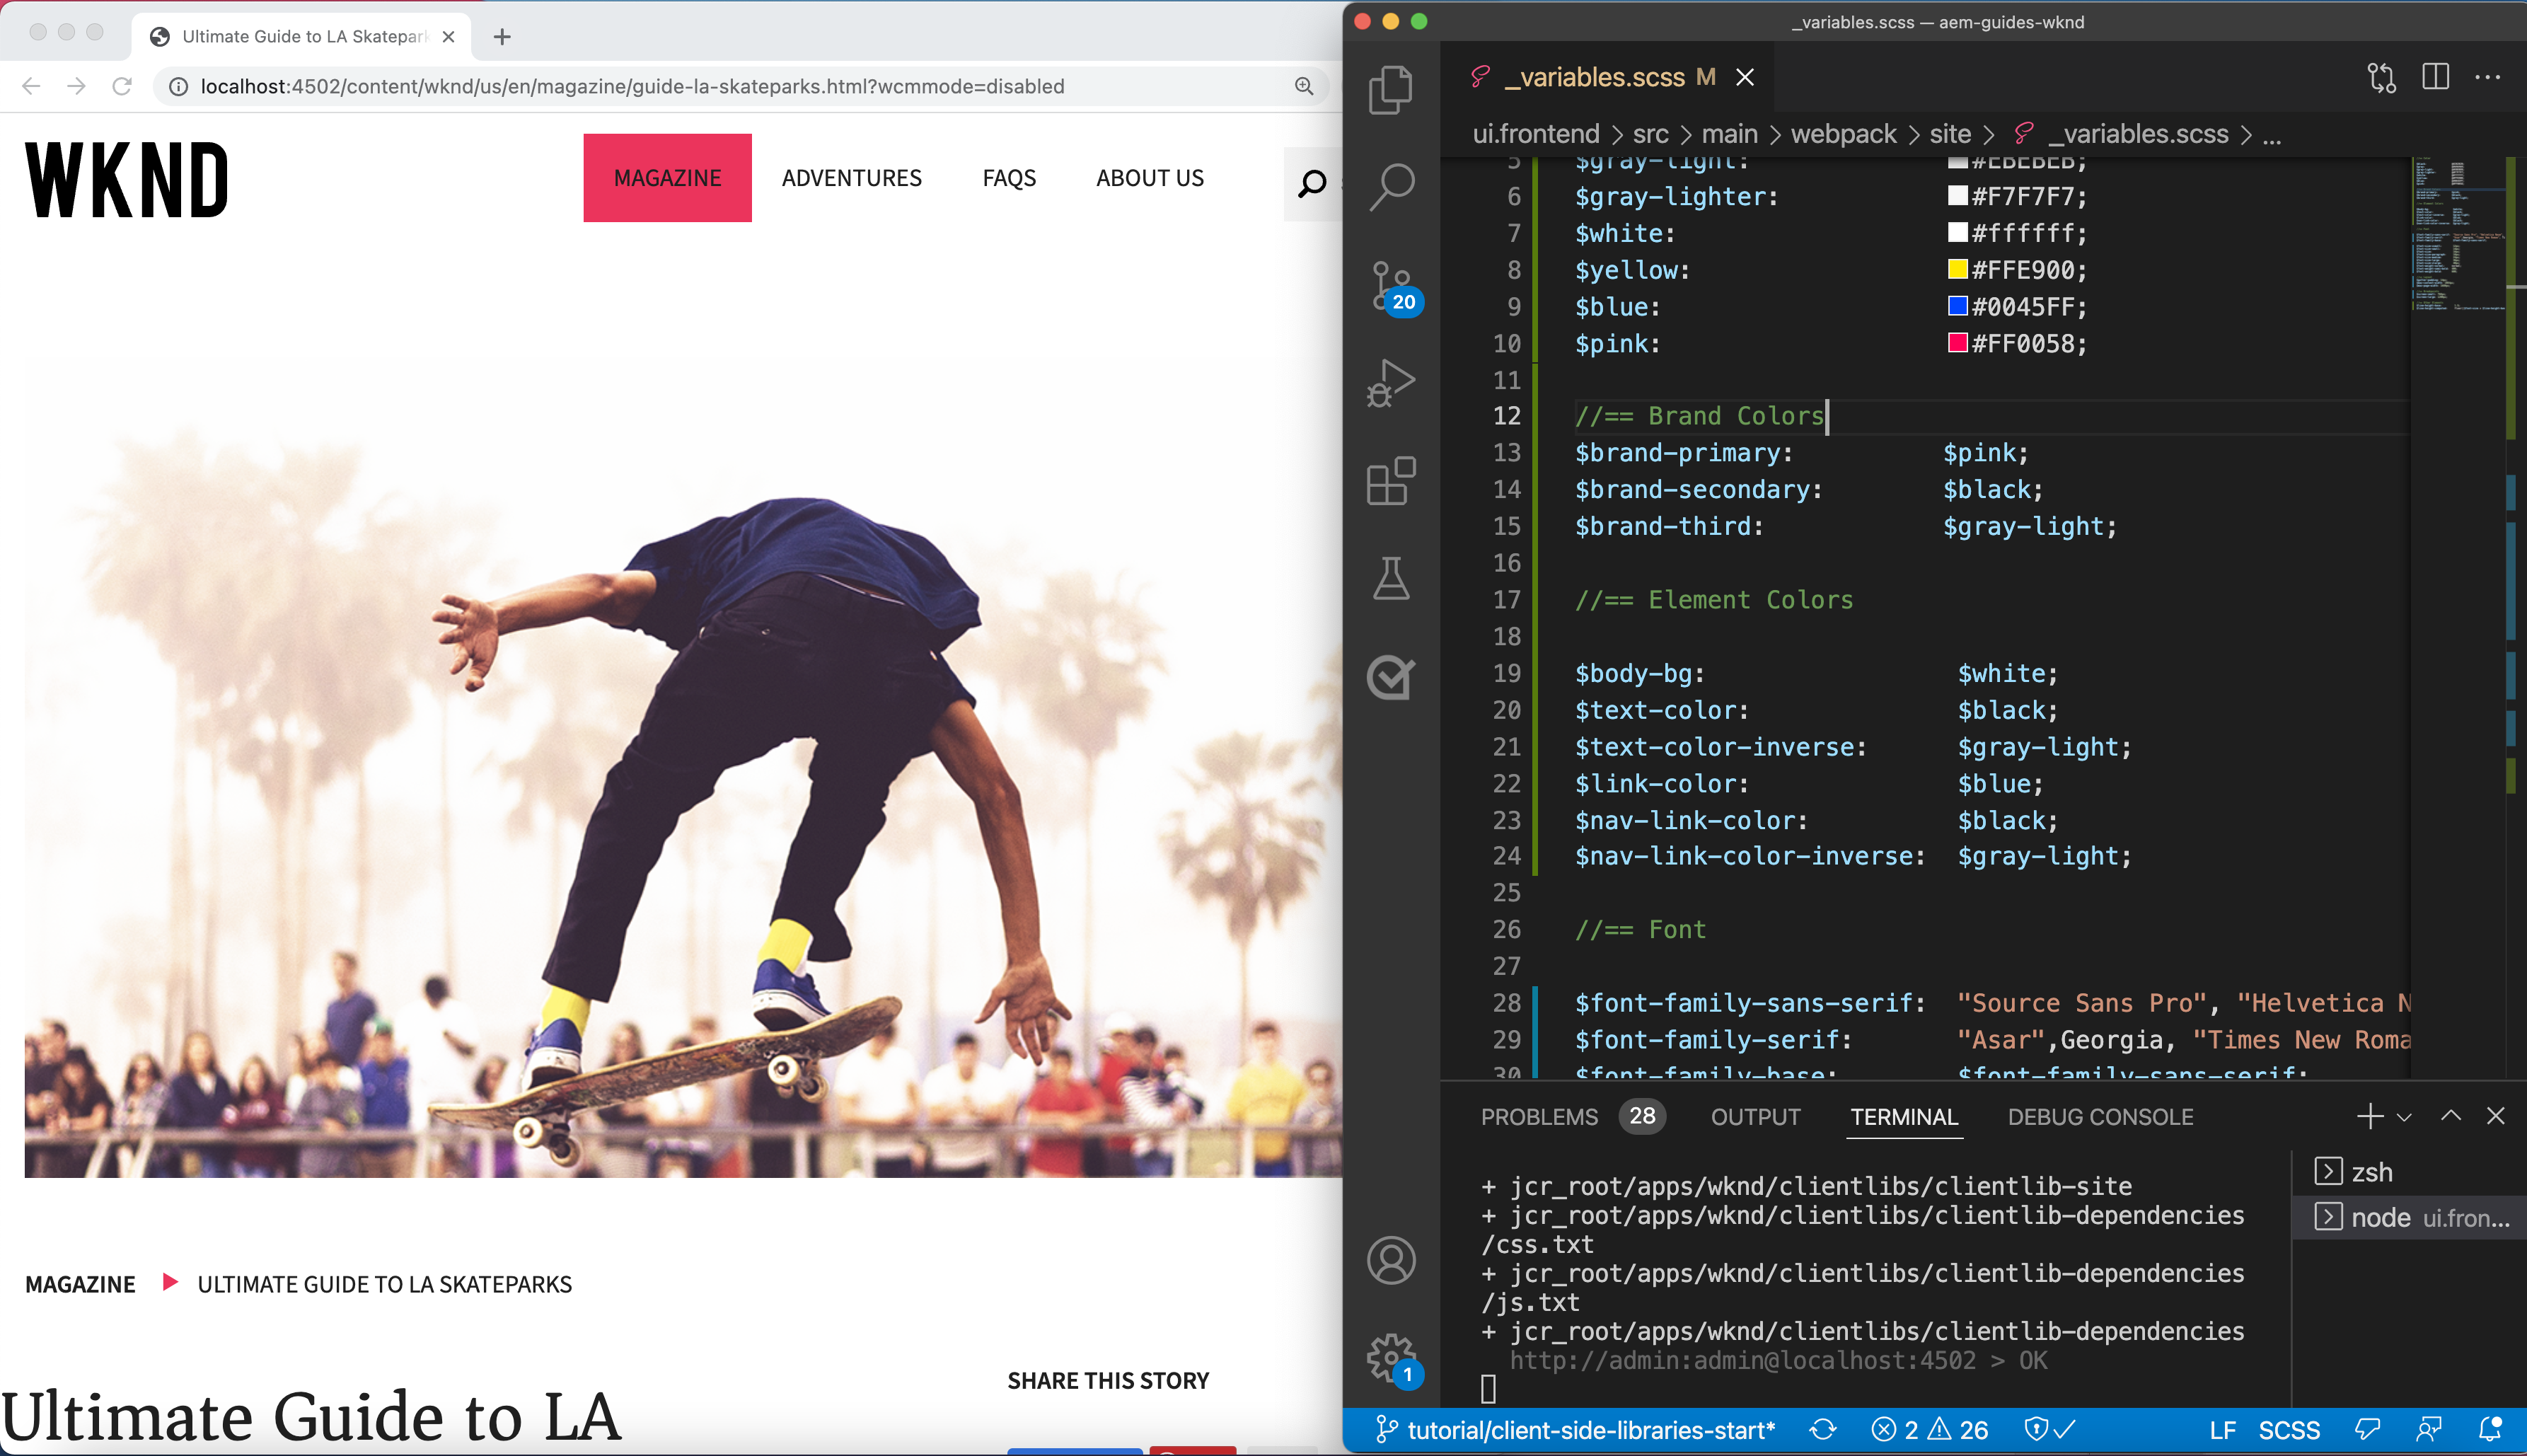 Ultimate Guide to LA Skatepark
localhost:4502/content/wknd/us/en/magazine/guide-la-skateparks.html?wcmmode=disabled
WKND
MAGAZINE ADVENTURES FAQS ABOUT US
MAGAZINE ULTIMATE GUIDE TO LA SKATEPARKS
SHARE THIS STORY
Ultimate Guide to LA
_variables.scss — aem-guides-wknd
_variables.scss M
ui.frontend > src > main > webpack > site > _variables.scss > ...
5 $gray-light: #EBEBEB;
6 $gray-lighter: #F7F7F7;
7 $white: #ffffff;
8 $yellow: #FFE900;
9 $blue: #0045FF;
10 $pink: #FF0058;
11
12 //== Brand Colors
13 $brand-primary: $pink;
14 $brand-secondary: $black;
15 $brand-third: $gray-light;
16
17 //== Element Colors
18
19 $body-bg: $white;
20 $text-color: $black;
21 $text-color-inverse: $gray-light;
22 $link-color: $blue;
23 $nav-link-color: $black;
24 $nav-link-color-inverse: $gray-light;
25
26 //== Font
27
28 $font-family-sans-serif: "Source Sans Pro", "Helvetica N
29 $font-family-serif: "Asar",Georgia, "Times New Roma
30 $font-family-base: $font-family-sans-serif;
20
PROBLEMS 28 OUTPUT TERMINAL DEBUG CONSOLE
+ jcr_root/apps/wknd/clientlibs/clientlib-site
+ jcr_root/apps/wknd/clientlibs/clientlib-dependencies
/css.txt
+ jcr_root/apps/wknd/clientlibs/clientlib-dependencies
/js.txt
+ jcr_root/apps/wknd/clientlibs/clientlib-dependencies
http://admin:admin@localhost:4502 > OK
zsh
node ui.fron...
1
tutorial/client-side-libraries-start* 2 26 LF SCSS